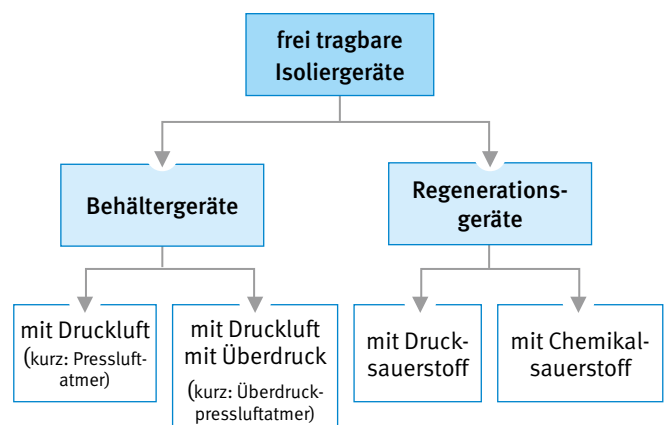 frei tragbare
Isoliergeräte
Behältergeräte
Regenerations-
geräte
mit Druckluft
(kurz: Pressluft-
atmer)
mit Druckluft
mit Überdruck
(kurz: Überdruck-
pressluftatmer)
mit Druck-
sauerstoff
mit Chemikal-
sauerstoff